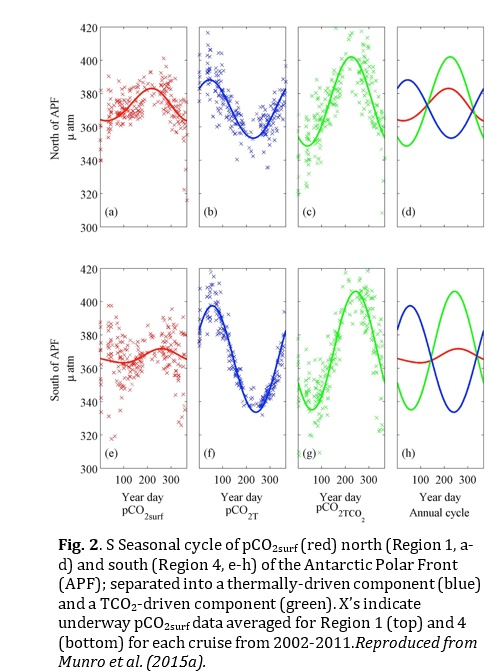 420
400
380
360
340
320
300
North of APF
μ atm
(a)
(b)
(c)
(d)
420
400
380
360
340
320
300
South of APF
μ atm
(e)
(f)
(g)
(h)
100 200 300
100 200 300
100 200 300
100 200 300
Year day
Year day
Year day
Year day
pCO2surf
pCO2T
pCO2TCO2
Annual cycle
Fig. 2. S Seasonal cycle of pCO₂surf (red) north (Region 1, a-
d) and south (Region 4, e-h) of the Antarctic Polar Front
(APF); separated into a thermally-driven component (blue)
and a TCO₂-driven component (green). X's indicate
underway pCO₂surf data averaged for Region 1 (top) and 4
(bottom) for each cruise from 2002-2011.Reproduced from
Munro et al. (2015a).